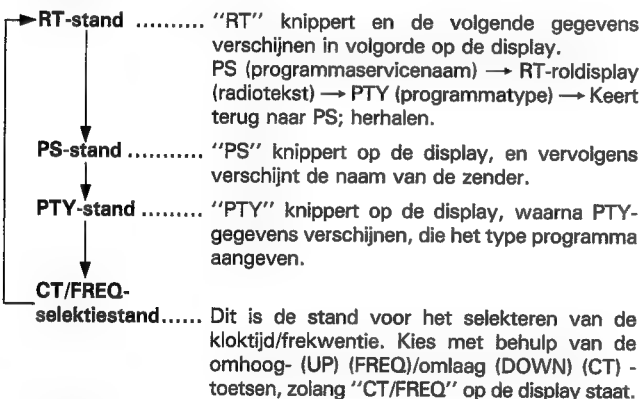 RT-stand .......... ''RT'' knippert en de volgende gegevens
verschijnen in volgorde op de display.
PS (programmaservicenaam) → RT-roldisplay
(radiotekst) → PTY (programmatype) → Keert
terug naar PS; herhalen.
PS-stand ........... ''PS'' knippert op de display, en vervolgens
verschijnt de naam van de zender.
PTY-stand ......... ''PTY'' knippert op de display, waarna PTY-
gegevens verschijnen, die het type programma
aangeven.
CT/FREQ-
selektiestand...... Dit is de stand voor het selekteren van de
kloktijd/frekwentie. Kies met behulp van de
omhoog- (UP) (FREQ)/omlaag (DOWN) (CT) -
toetsen, zolang ''CT/FREQ'' op de display staat.